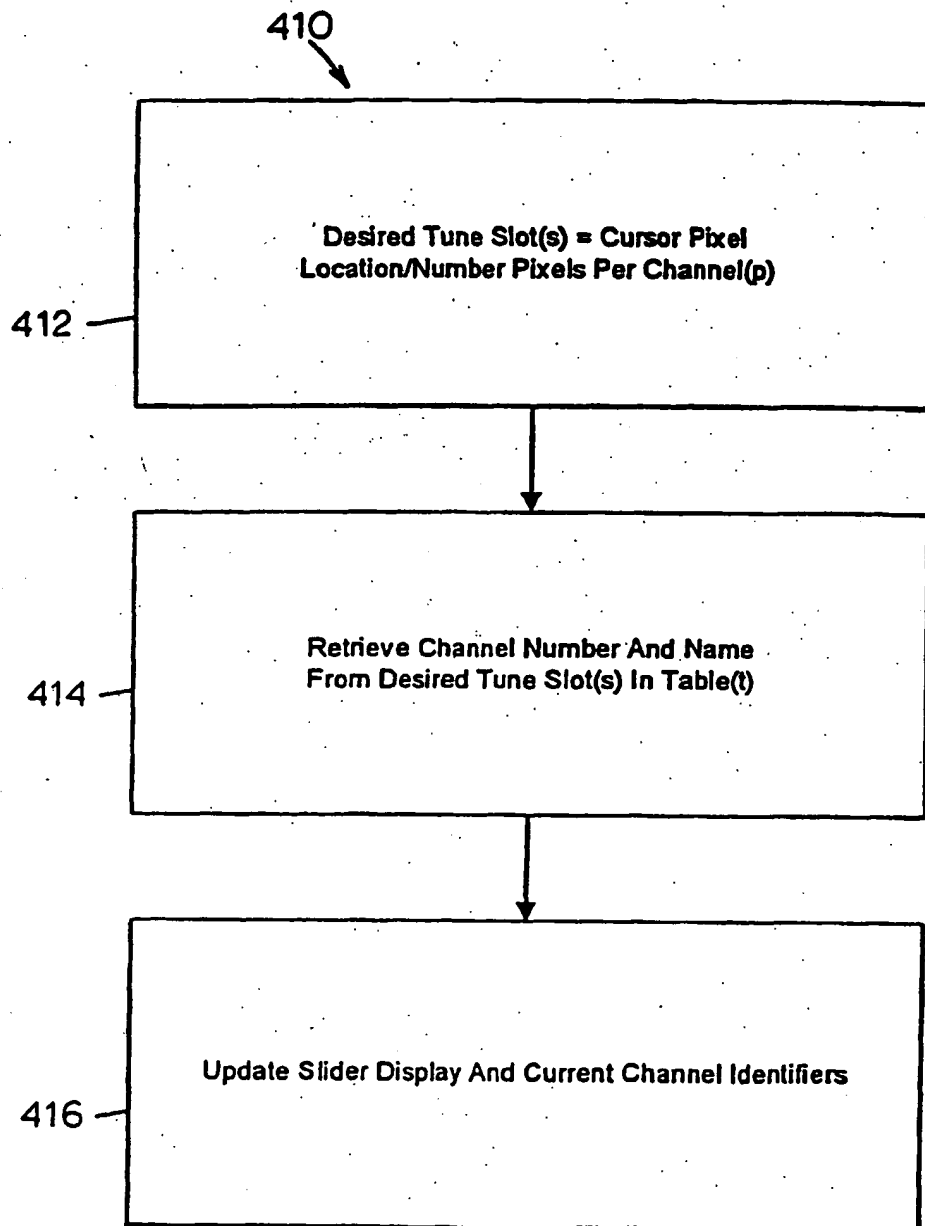 410
Desired Tune Slot(s) = Cursor Pixel
Location/Number Pixels Per Channel(p)
412
Retrieve Channel Number And Name
From Desired Tune Slot(s) In Table(t)
414
Update Slider Display And Current Channel Identifiers
416